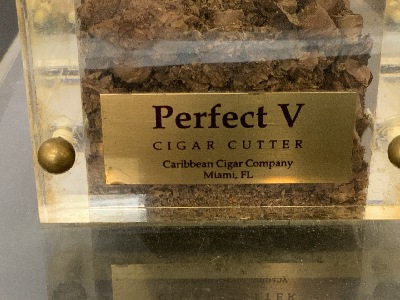 Perfect V
CIGAR CUTTER
Caribbean Cigar Company
Miami, FL